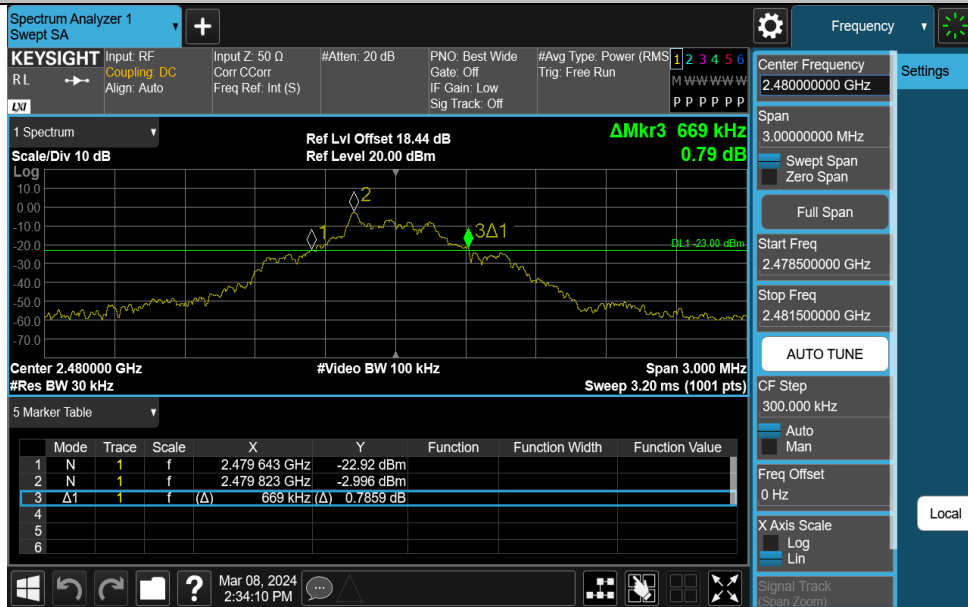 Spectrum Analyzer 1
Swept SA
+
Frequency
KEYSIGHT
RL
LXI
Input: RF
Coupling: DC
Align: Auto
Input Z: 50 Ω
Corr CCorr
Freq Ref: Int (S)
#Atten: 20 dB
PNO: Best Wide
Gate: Off
IF Gain: Low
Sig Track: Off
#Avg Type: Power (RMS
Trig: Free Run
1 2 3 4 5 6
M W W W W W
P P P P P P
1 Spectrum
Scale/Div 10 dB
Ref Lvl Offset 18.44 dB
Ref Level 20.00 dBm
ΔMkr3 669 kHz
0.79 dB
Log
10.0
0.00
-10.0
-20.0
-30.0
-40.0
-50.0
-60.0
-70.0
1
2
3Δ1
DL1 -23.00 dBm
Center 2.480000 GHz
#Video BW 100 kHz
Span 3.000 MHz
#Res BW 30 kHz
Sweep 3.20 ms (1001 pts)
5 Marker Table
Mode Trace Scale X Y Function Function Width Function Value
1 N 1 f 2.479 643 GHz -22.92 dBm
2 N 1 f 2.479 823 GHz -2.996 dBm
3 Δ1 1 f (Δ) 669 kHz (Δ) 0.7859 dB
4
5
6
?
Mar 08, 2024
2:34:10 PM
Center Frequency
2.480000000 GHz
Span
3.00000000 MHz
Swept Span
Zero Span
Full Span
Start Freq
2.478500000 GHz
Stop Freq
2.481500000 GHz
AUTO TUNE
CF Step
300.000 kHz
Auto
Man
Freq Offset
0 Hz
X Axis Scale
Log
Lin
Signal Track
(Span Zoom)
Settings
Local